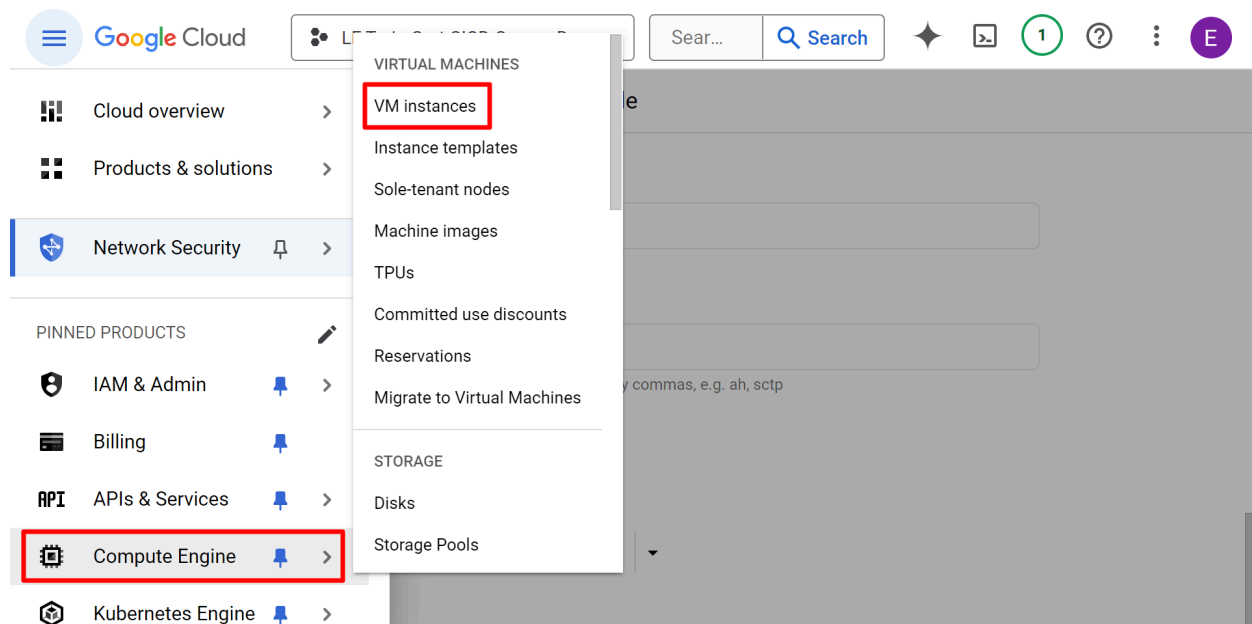 Google Cloud
Sear...
Search
1
E
Cloud overview
Products & solutions
Network Security
PINNED PRODUCTS
IAM & Admin
Billing
API
APIs & Services
Compute Engine
Kubernetes Engine
VIRTUAL MACHINES
VM instances
Instance templates
Sole-tenant nodes
Machine images
TPUs
Committed use discounts
Reservations
Migrate to Virtual Machines
STORAGE
Disks
Storage Pools
commas, e.g. ah, sctp